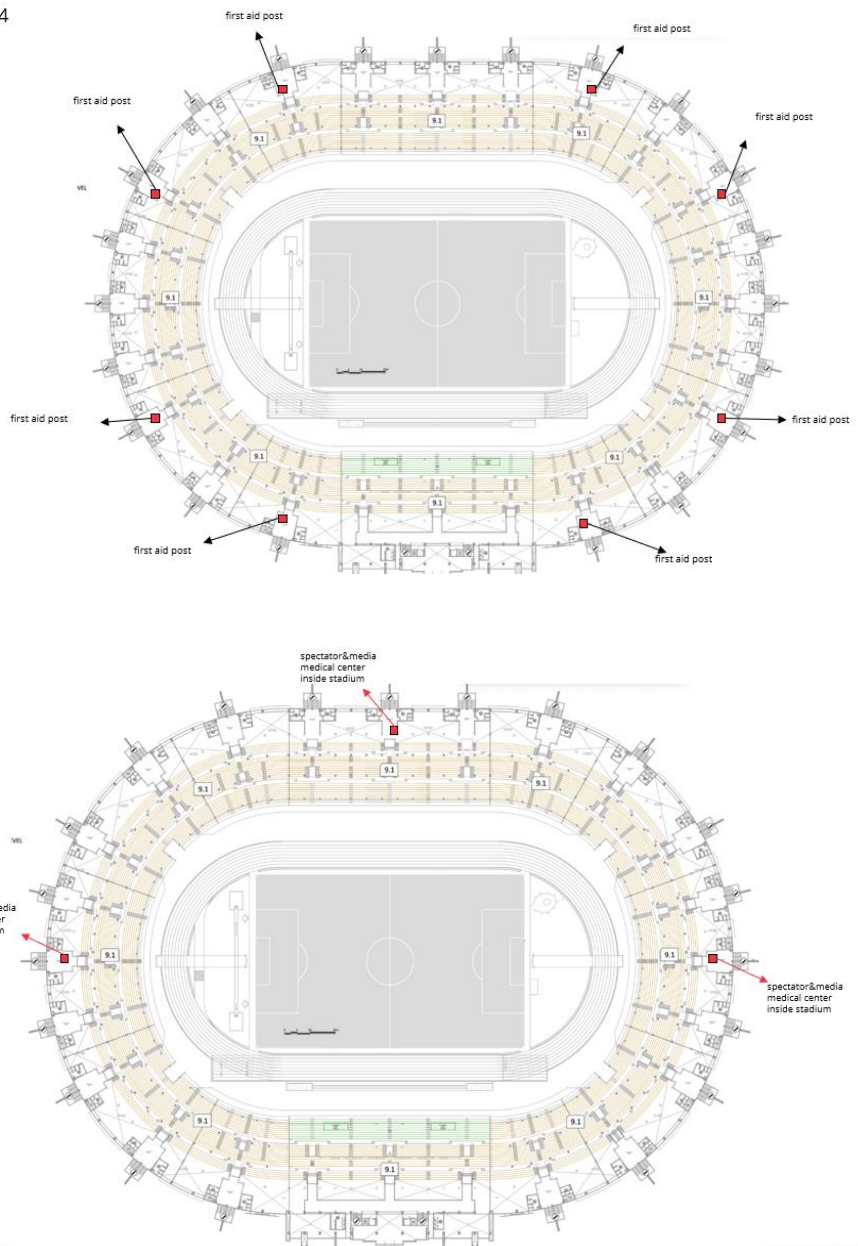 4
first aid post
first aid post
first aid post
first aid post
9.1
9.1
9.1
VEL
9.1
9.1
first aid post
first aid post
9.1
9.1
9.1
first aid post
first aid post
spectator&media
medical center
inside stadium
9.1
9.1
9.1
VEL
edia
er
m
9.1
9.1
spectator&media
medical center
inside stadium
9.1
9.1
9.1